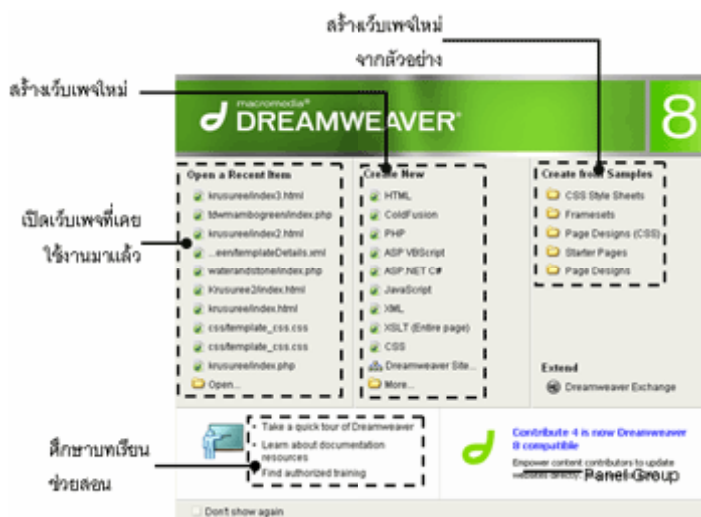 สร้างเว็บเพจใหม่
จากตัวอย่าง
สร้างเว็บเพจใหม่
macromedia®
DREAMWEAVER®
8
Open a Recent Item
krusuree/index3.html
tdwmambogreen/index.php
krusuree/index2.html
...een/templateDetails.xml
waterandstone/index.php
Krusuree2/index.html
krusuree/index.html
css/template_css.css
css/template_css.css
krusuree/index.php
Open...
Create New
HTML
ColdFusion
PHP
ASP VBScript
ASP.NET C#
JavaScript
XML
XSLT (Entire page)
CSS
Dreamweaver Site...
More...
Create from Samples
CSS Style Sheets
Framesets
Page Designs (CSS)
Starter Pages
Page Designs
เปิดเว็บเพจที่เคย
ใช้งานมาแล้ว
Extend
Dreamweaver Exchange
ศึกษาบทเรียน
ช่วยสอน
Take a quick tour of Dreamweaver
Learn about documentation
resources
Find authorized training
Contribute 4 is now Dreamweaver
8 compatible
Empower content contributors to update
websites directly.
Panel Group
Don't show again